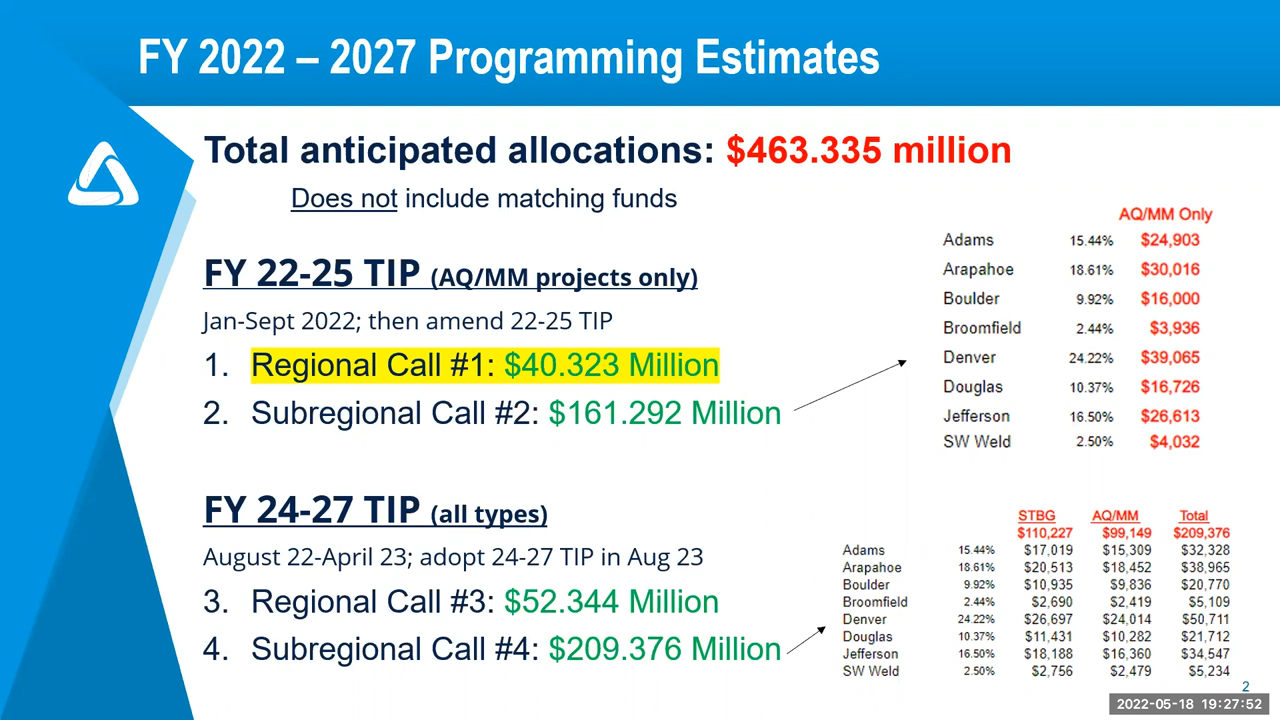 FY 2022 – 2027 Programming Estimates
Total anticipated allocations: $463.335 million
Does not include matching funds
FY 22-25 TIP (AQ/MM projects only)
Jan-Sept 2022; then amend 22-25 TIP
1. Regional Call #1: $40.323 Million
2. Subregional Call #2: $161.292 Million
AQ/MM Only
Adams 15.44% $24,903
Arapahoe 18.61% $30,016
Boulder 9.92% $16,000
Broomfield 2.44% $3,936
Denver 24.22% $39,065
Douglas 10.37% $16,726
Jefferson 16.50% $26,613
SW Weld 2.50% $4,032
FY 24-27 TIP (all types)
August 22-April 23; adopt 24-27 TIP in Aug 23
3. Regional Call #3: $52.344 Million
4. Subregional Call #4: $209.376 Million
STBG AQ/MM Total
$110,227 $99,149 $209,376
Adams 15.44% $17,019 $15,309 $32,328
Arapahoe 18.61% $20,513 $18,452 $38,965
Boulder 9.92% $10,935 $9,836 $20,770
Broomfield 2.44% $2,690 $2,419 $5,109
Denver 24.22% $26,697 $24,014 $50,711
Douglas 10.37% $11,431 $10,282 $21,712
Jefferson 16.50% $18,188 $16,360 $34,547
SW Weld 2.50% $2,756 $2,479 $5,234
2
2022-05-18 19:27:52